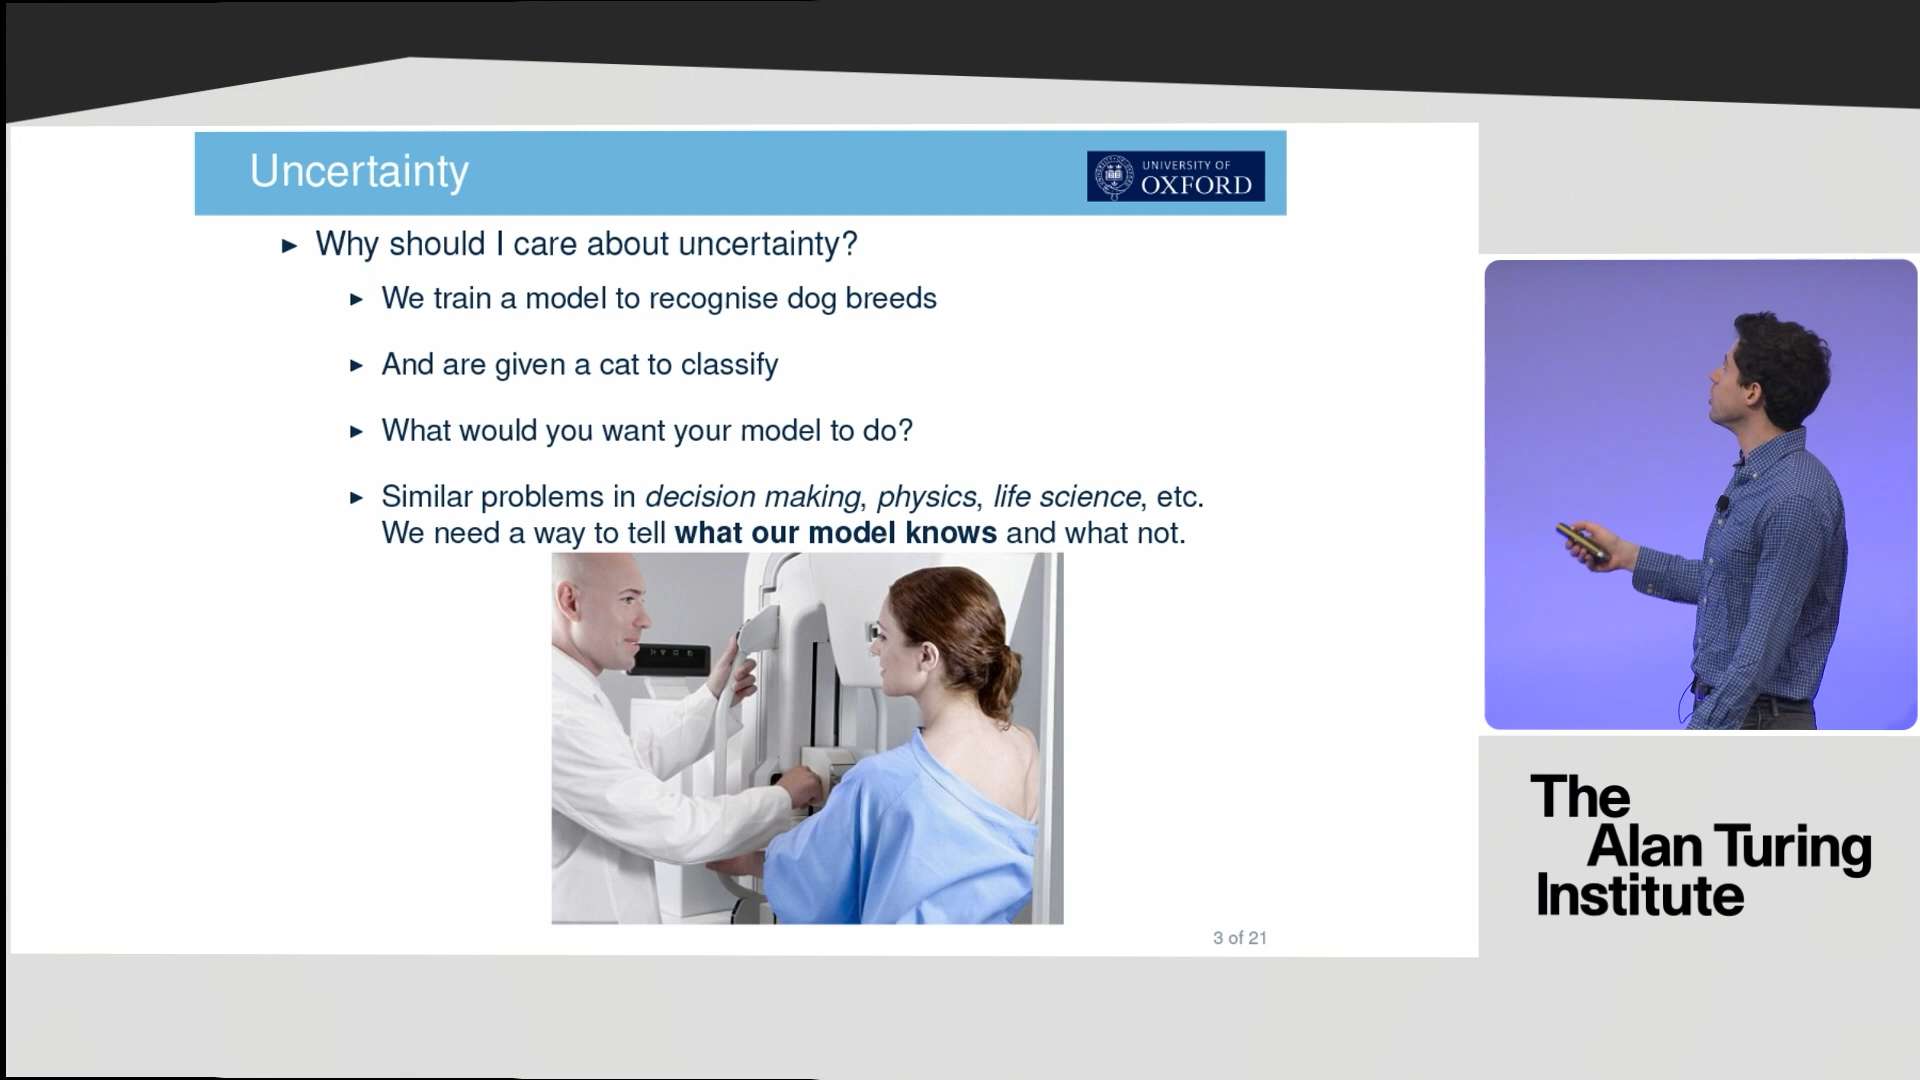 Uncertainty
UNIVERSITY OF
OXFORD
► Why should I care about uncertainty?
► We train a model to recognise dog breeds
► And are given a cat to classify
► What would you want your model to do?
► Similar problems in decision making, physics, life science, etc.
We need a way to tell what our model knows and what not.
3 of 21
The
Alan Turing
Institute